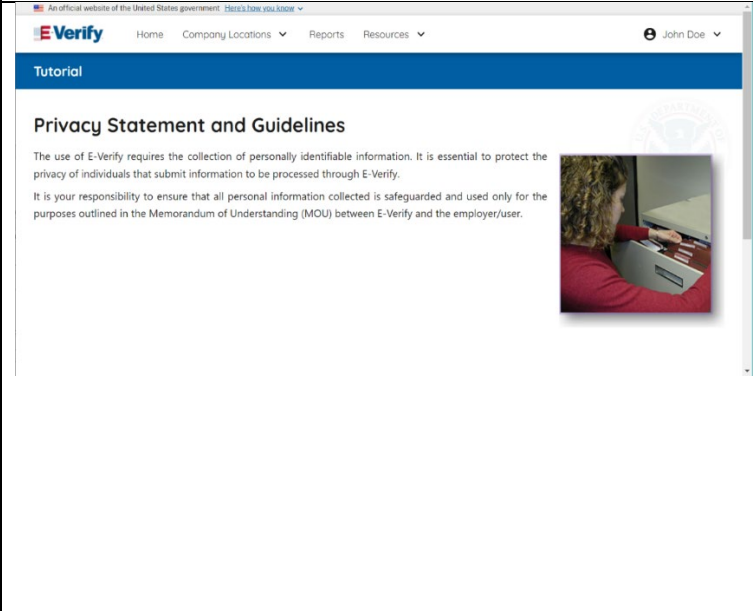 An official website of the United States government Here's how you know
E-Verify Home Company Locations Reports Resources John Doe
Tutorial
Privacy Statement and Guidelines
The use of E-Verify requires the collection of personally identifiable information. It is essential to protect the
privacy of individuals that submit information to be processed through E-Verify.
It is your responsibility to ensure that all personal information collected is safeguarded and used only for the
purposes outlined in the Memorandum of Understanding (MOU) between E-Verify and the employer/user.